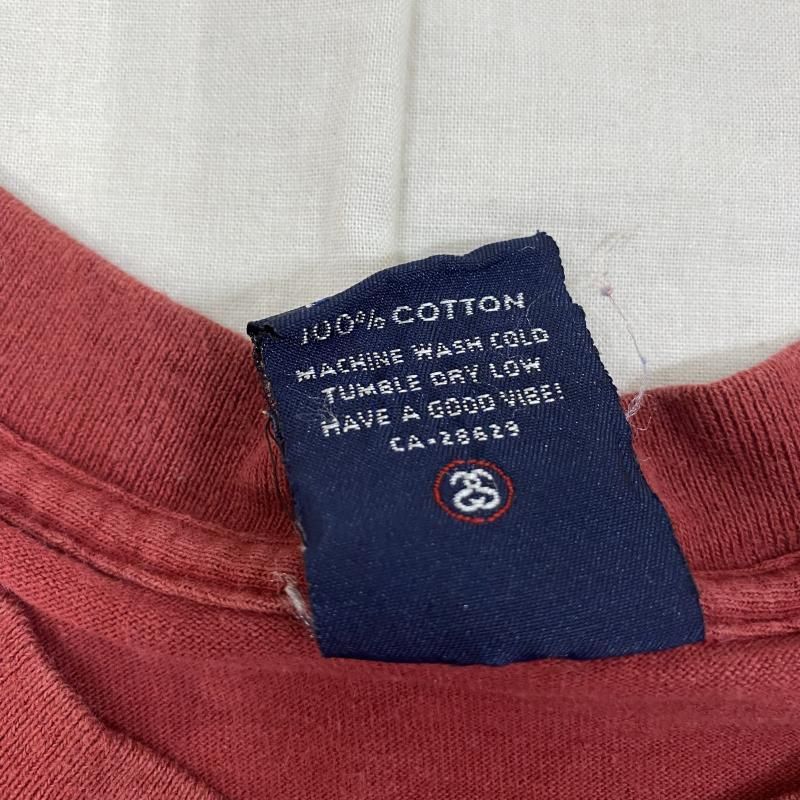 100% COTTON
MACHINE WASH COLD
TUMBLE DRY LOW
HAVE A GOOD VIBE!
CA-28629